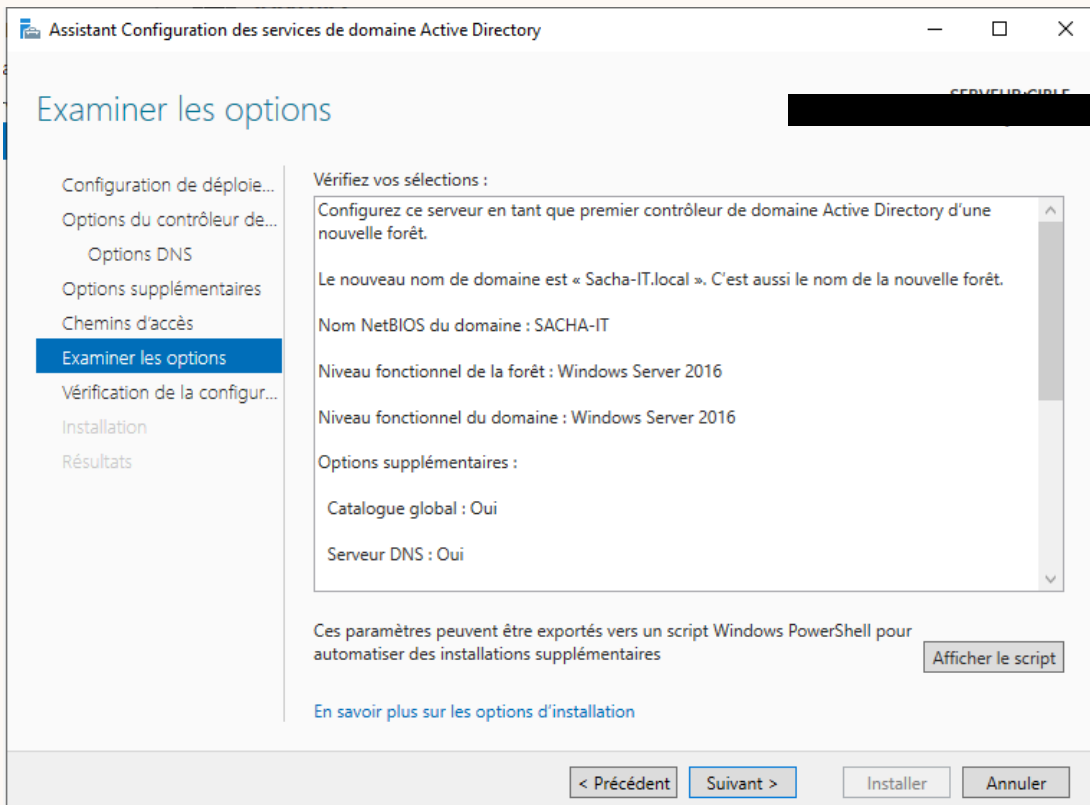 Assistant Configuration des services de domaine Active Directory
Examiner les options
Configuration de déploie...
Options du contrôleur de...
Options DNS
Options supplémentaires
Chemins d'accès
Examiner les options
Vérification de la configur...
Installation
Résultats
Vérifiez vos sélections :
Configurez ce serveur en tant que premier contrôleur de domaine Active Directory d'une
nouvelle forêt.
Le nouveau nom de domaine est « Sacha-IT.local ». C'est aussi le nom de la nouvelle forêt.
Nom NetBIOS du domaine : SACHA-IT
Niveau fonctionnel de la forêt : Windows Server 2016
Niveau fonctionnel du domaine : Windows Server 2016
Options supplémentaires :
Catalogue global : Oui
Serveur DNS : Oui
Ces paramètres peuvent être exportés vers un script Windows PowerShell pour
automatiser des installations supplémentaires
Afficher le script
En savoir plus sur les options d'installation
< Précédent
Suivant >
Installer
Annuler